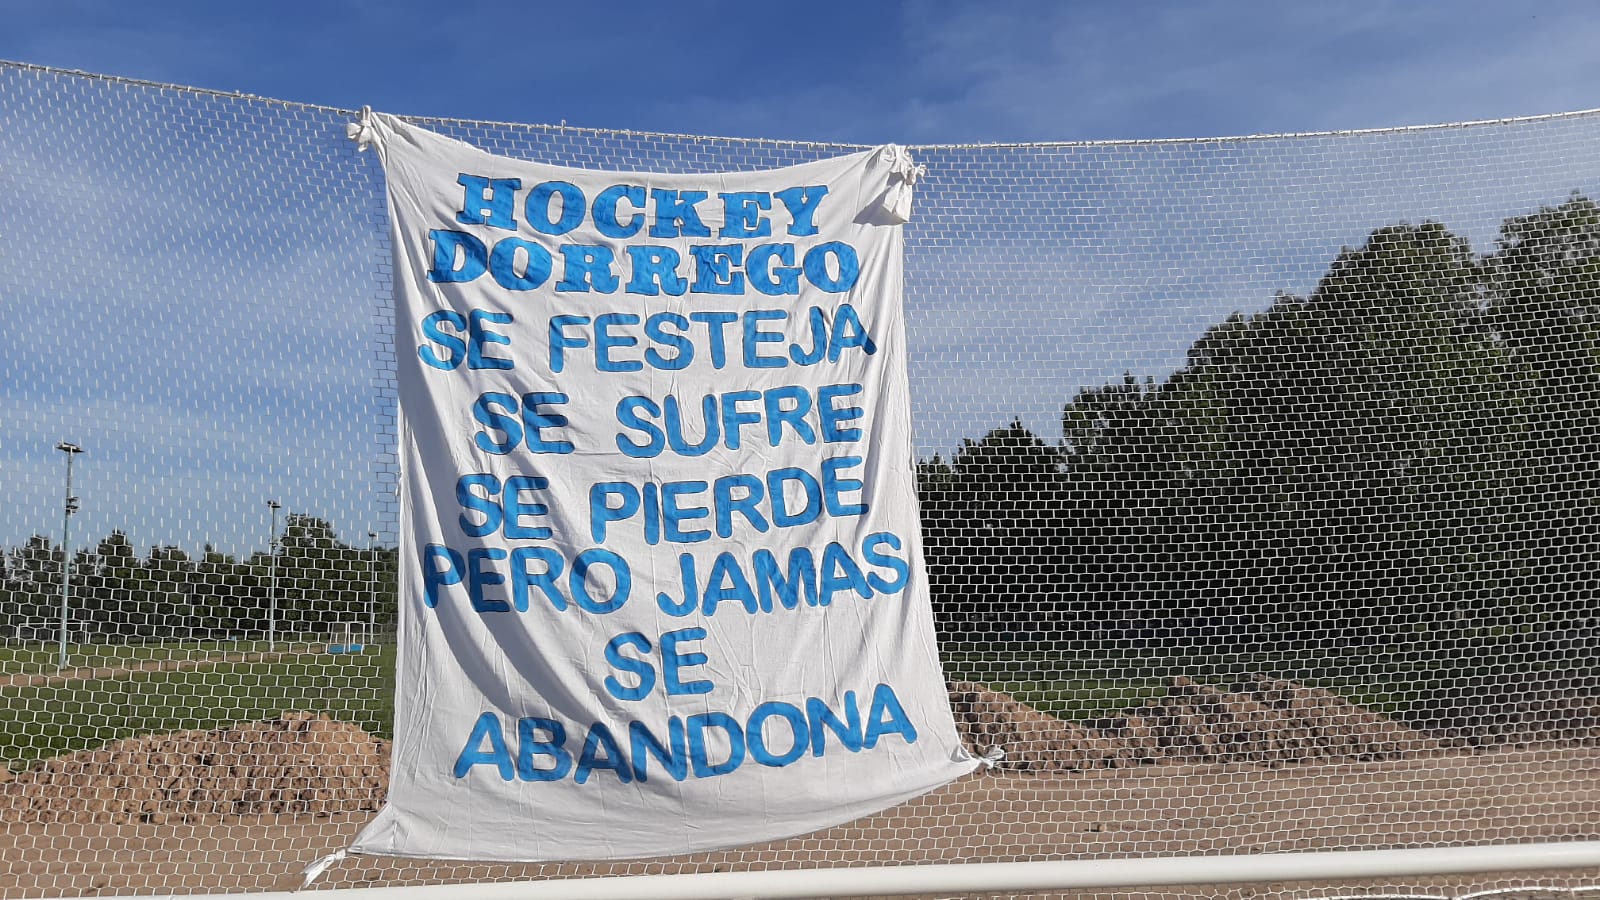 HOCKEY
DORREGO
SE FESTEJA
SE SUFRE
SE PIERDE
PERO JAMAS
SE
ABANDONA